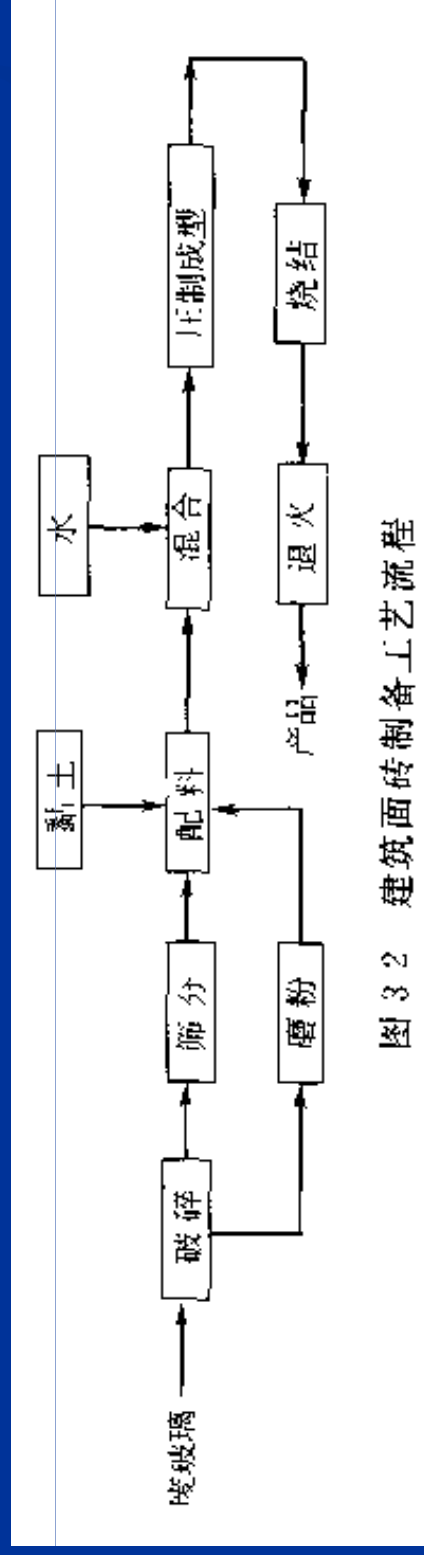 废玻璃
破碎
筛分
磨粉
黏土
配料
水
混合
压制成型
烧结
退火
产品
图 3 2 建筑面砖制备工艺流程